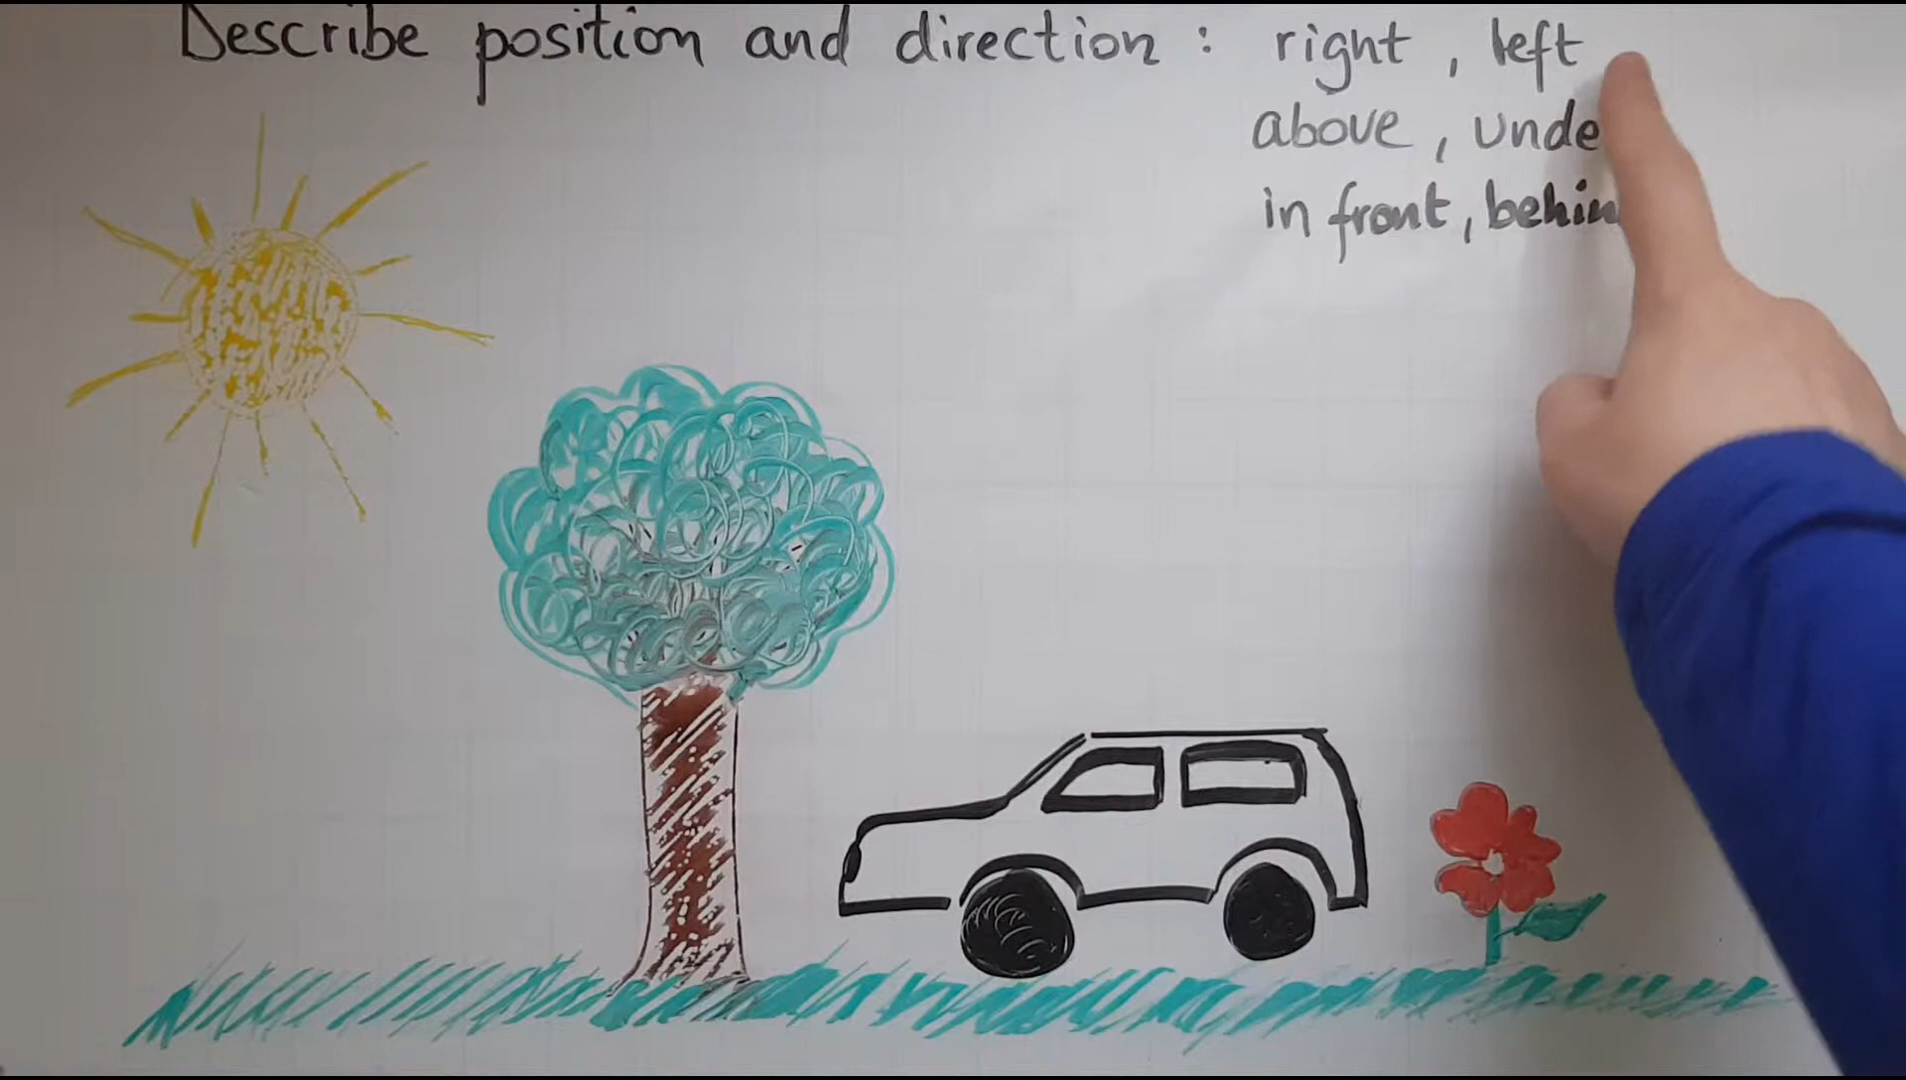 Describe position and direction : right , left
above , unde
in front , behin